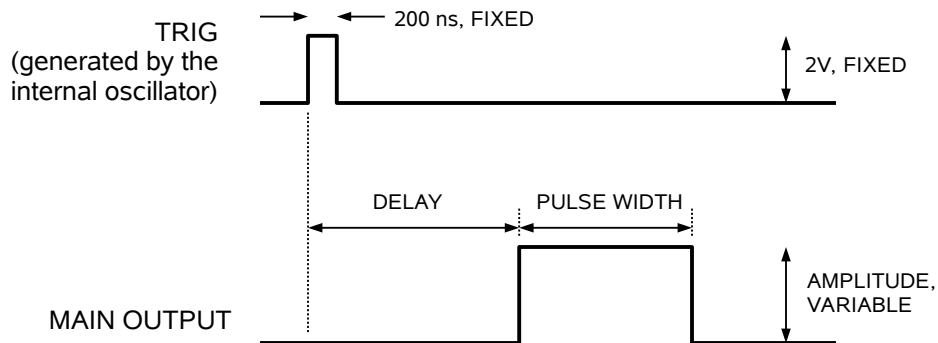 200 ns, FIXED
TRIG
(generated by the
internal oscillator)
2V, FIXED
DELAY
PULSE WIDTH
AMPLITUDE,
VARIABLE
MAIN OUTPUT